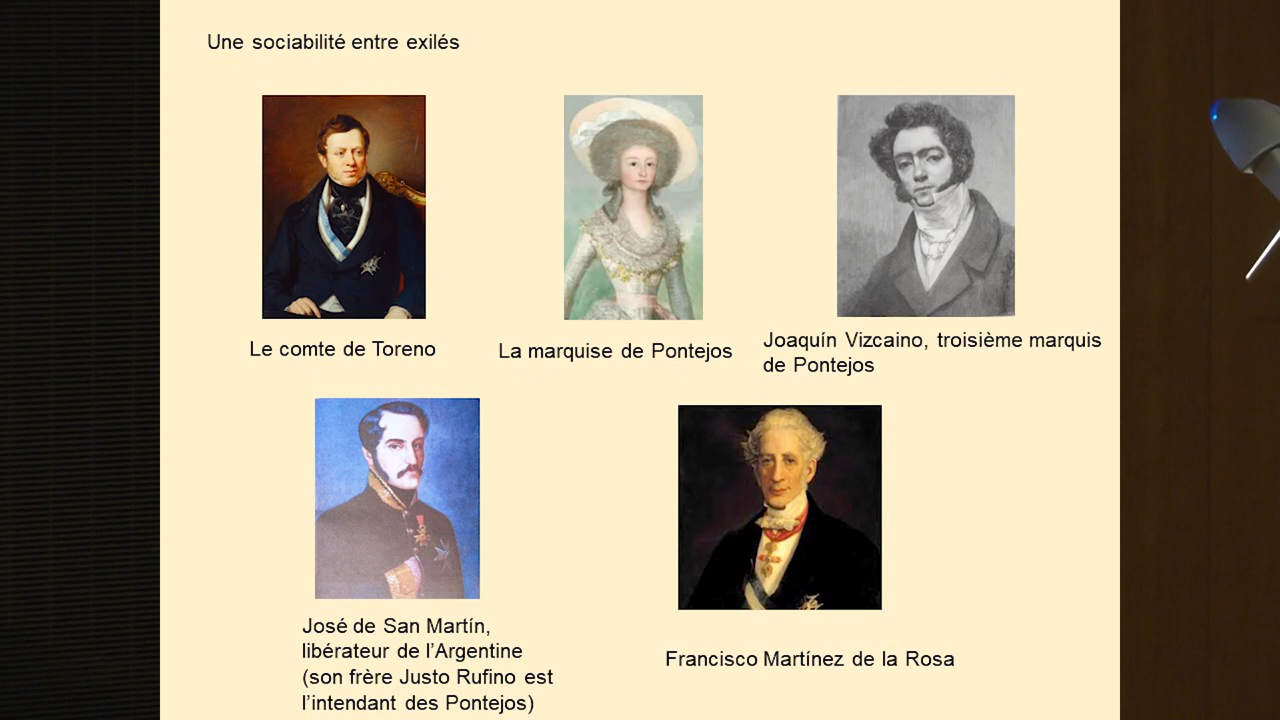 Une sociabilité entre exilés
Le comte de Toreno
La marquise de Pontejos
Joaquín Vizcaino, troisième marquis
de Pontejos
José de San Martín,
libérateur de l’Argentine
(son frère Justo Rufino est
l’intendant des Pontejos)
Francisco Martínez de la Rosa